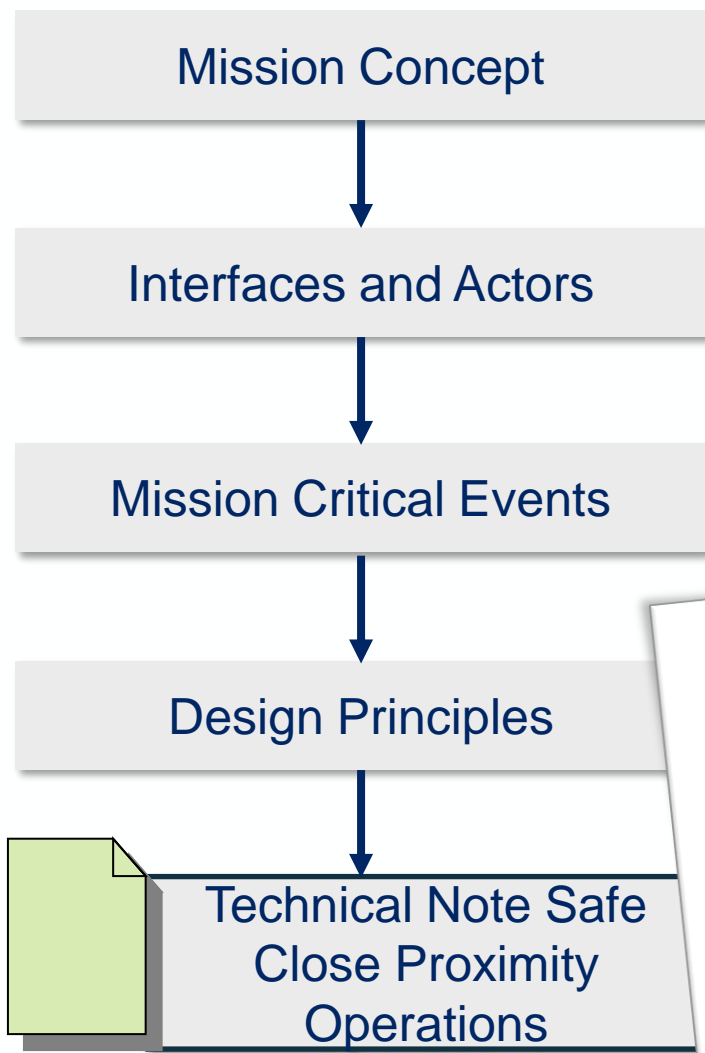 Mission Concept
Interfaces and Actors
Mission Critical Events
Design Principles
Technical Note Safe
Close Proximity
Operations